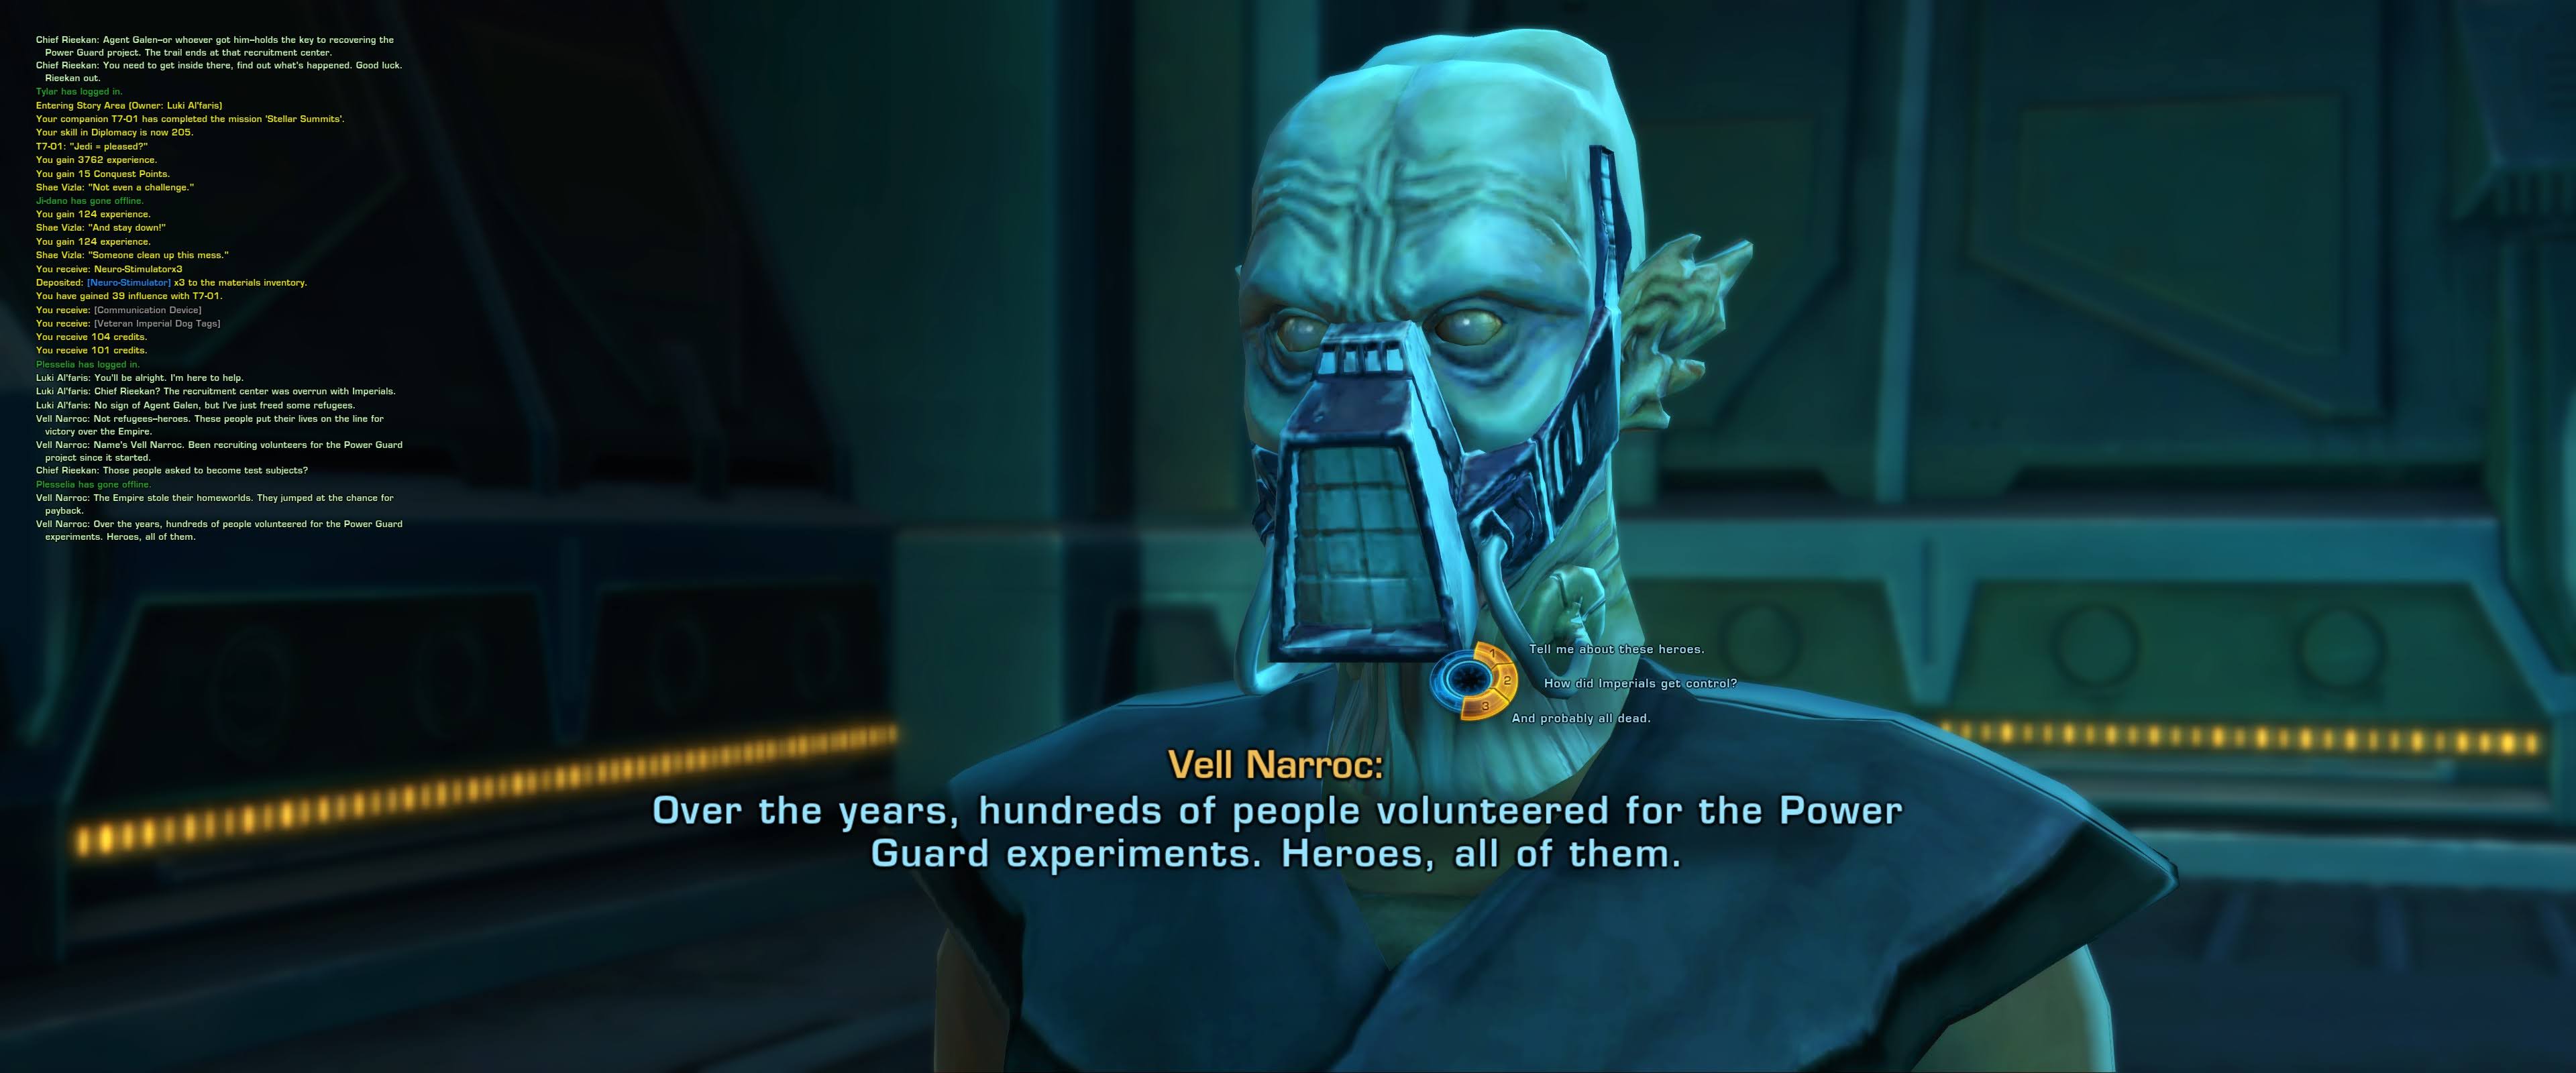 Chief Rieekan: Agent Galen—or whoever got him—holds the key to recovering the
Power Guard project. The trail ends at that recruitment center.
Chief Rieekan: You need to get inside there, find out what's happened. Good luck.
Rieekan out.
Tylar has logged in.
Entering Story Area (Owner: Luki Al'faris)
Your companion T7-01 has completed the mission 'Stellar Summits'.
Your skill in Diplomacy is now 205.
T7-01: "Jedi = pleased?"
You gain 3762 experience.
You gain 15 Conquest Points.
Shae Vizla: "Not even a challenge."
Ji-dano has gone offline.
You gain 124 experience.
Shae Vizla: "And stay down!"
You gain 124 experience.
Shae Vizla: "Someone clean up this mess."
You receive: Neuro-Stimulatorx3
Deposited: [Neuro-Stimulator] x3 to the materials inventory.
You have gained 39 influence with T7-01.
You receive: [Communication Device]
You receive: [Veteran Imperial Dog Tags]
You receive 104 credits.
You receive 101 credits.
Plesselia has logged in.
Luki Al'faris: You'll be alright. I'm here to help.
Luki Al'faris: Chief Rieekan? The recruitment center was overrun with Imperials.
Luki Al'faris: No sign of Agent Galen, but I've just freed some refugees.
Vell Narroc: Not refugees—heroes. These people put their lives on the line for
victory over the Empire.
Vell Narroc: Name's Vell Narroc. Been recruiting volunteers for the Power Guard
project since it started.
Chief Rieekan: Those people asked to become test subjects?
Plesselia has gone offline.
Vell Narroc: The Empire stole their homeworlds. They jumped at the chance for
payback.
Vell Narroc: Over the years, hundreds of people volunteered for the Power Guard
experiments. Heroes, all of them.
1 Tell me about these heroes.
2 How did Imperials get control?
3 And probably all dead.
Vell Narroc:
Over the years, hundreds of people volunteered for the Power
Guard experiments. Heroes, all of them.